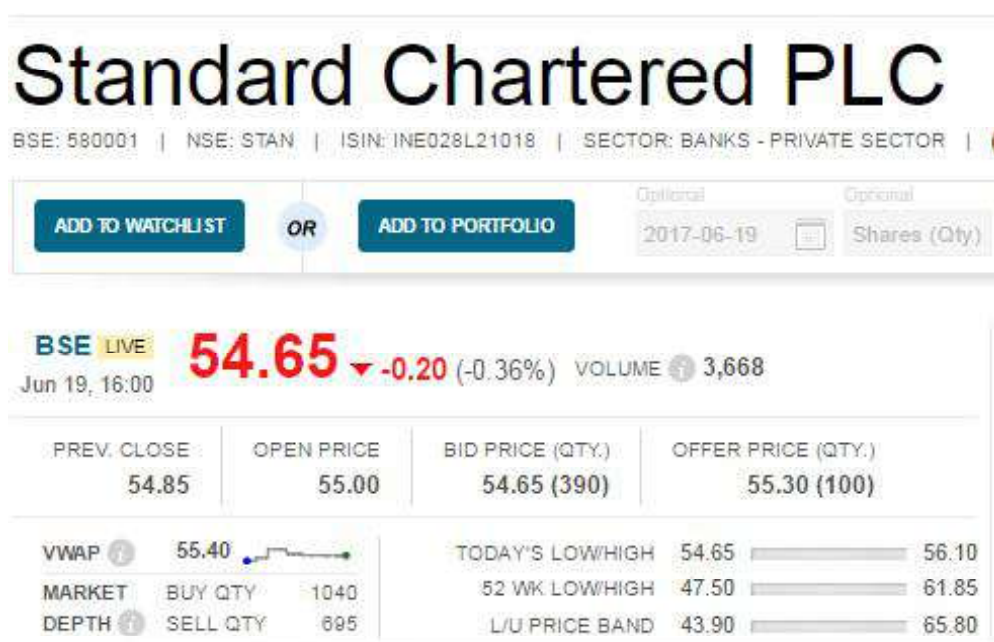 Standard Chartered PLC
BSE: 580001 | NSE: STAN | ISIN: INE028L21018 | SECTOR: BANKS - PRIVATE SECTOR |
Optional Optional
ADD TO WATCHLIST OR ADD TO PORTFOLIO 2017-06-19 Shares (Qty)
BSE LIVE 54.65 -0.20 (-0.36%) VOLUME 3,668
Jun 19, 16:00
PREV. CLOSE OPEN PRICE BID PRICE (QTY.) OFFER PRICE (QTY.)
54.85 55.00 54.65 (390) 55.30 (100)
VWAP 55.40 TODAY'S LOW/HIGH 54.65 56.10
MARKET BUY QTY 1040 52 WK LOW/HIGH 47.50 61.85
DEPTH SELL QTY 695 L/U PRICE BAND 43.90 65.80